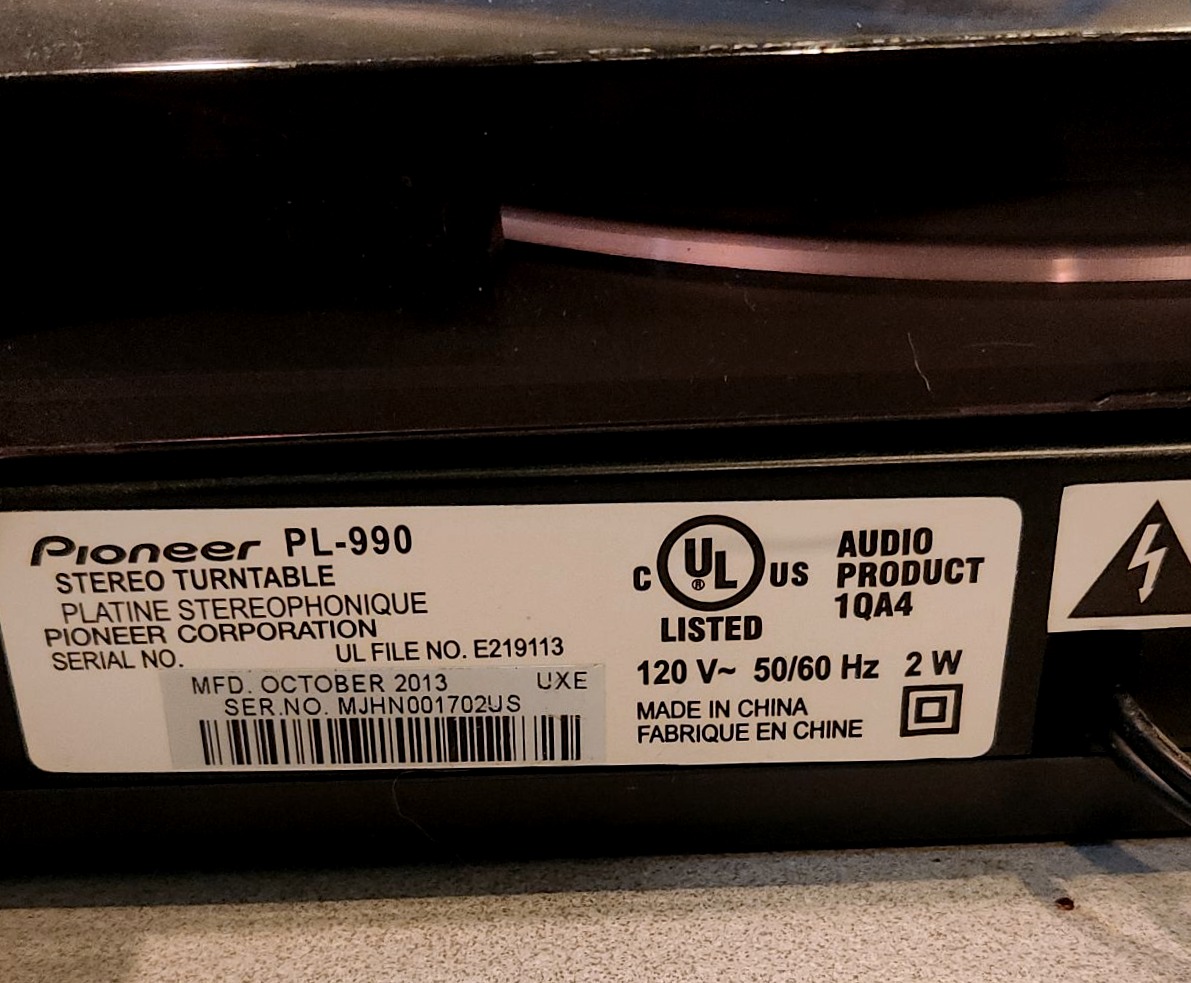 Pioneer PL-990
STEREO TURNTABLE
PLATINE STEREOPHONIQUE
PIONEER CORPORATION
SERIAL NO.
UL FILE NO. E219113
MFD. OCTOBER 2013 UXE
SER.NO. MJHN001702US
C UL ® US
LISTED
AUDIO
PRODUCT
1QA4
120 V~ 50/60 Hz 2 W
MADE IN CHINA
FABRIQUE EN CHINE